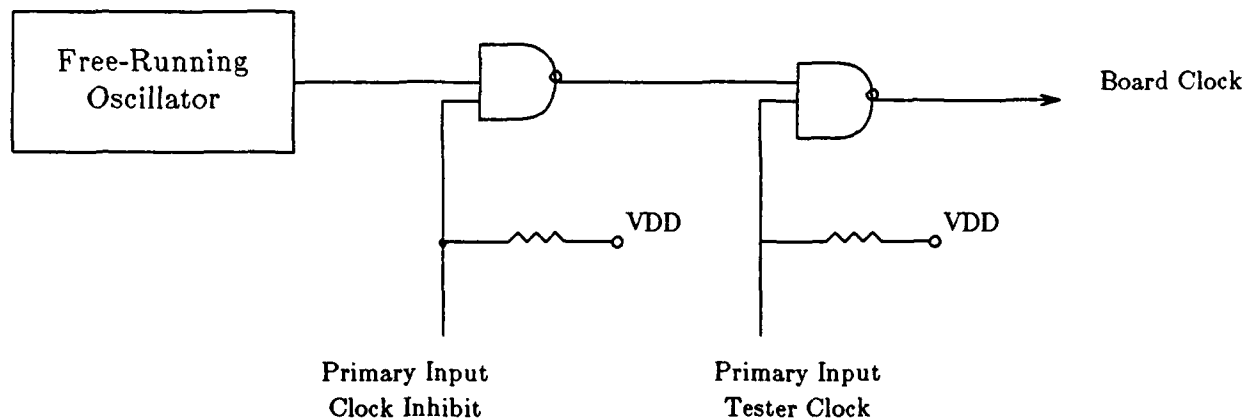 Free-Running
Oscillator
Board Clock
VDD
VDD
Primary Input
Clock Inhibit
Primary Input
Tester Clock